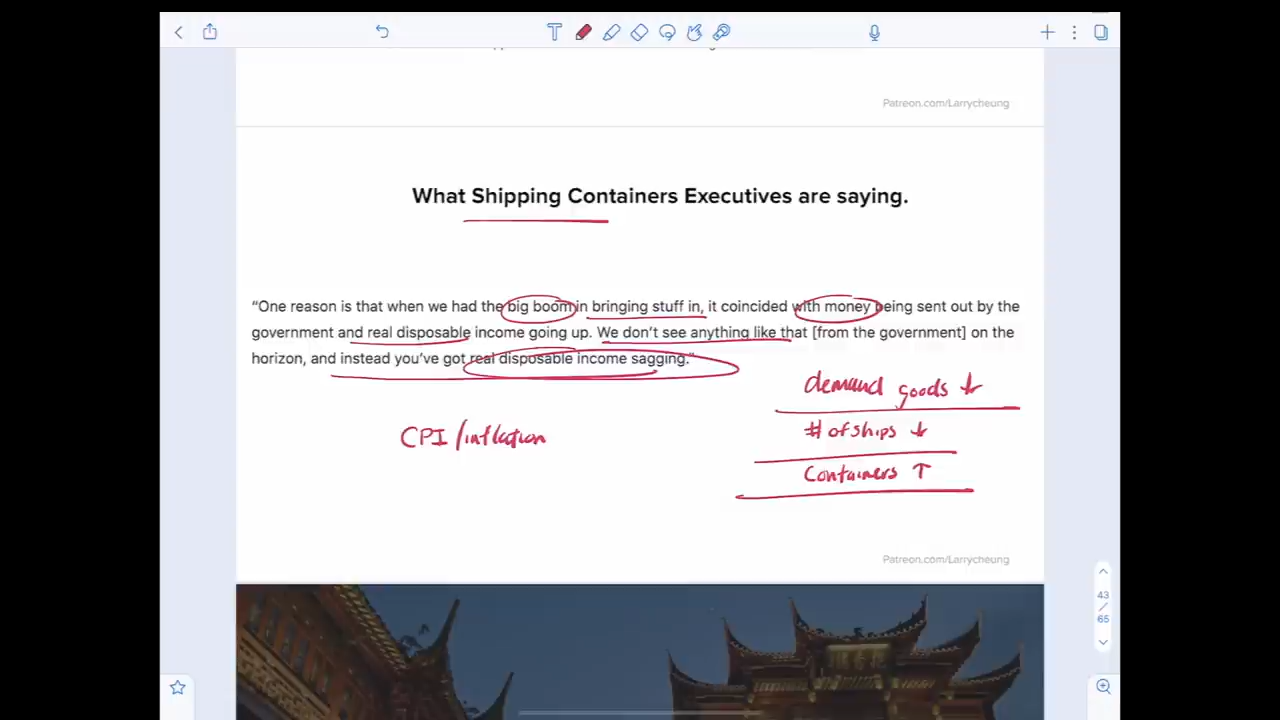 Patreon.com/Larrycheung
What Shipping Containers Executives are saying.
“One reason is that when we had the big boom in bringing stuff in, it coincided with money being sent out by the
government and real disposable income going up. We don’t see anything like that [from the government] on the
horizon, and instead you’ve got real disposable income sagging.”
demand goods ↓
CPI/inflation
# of ships ↓
Containers ↑
Patreon.com/Larrycheung
43
/
65